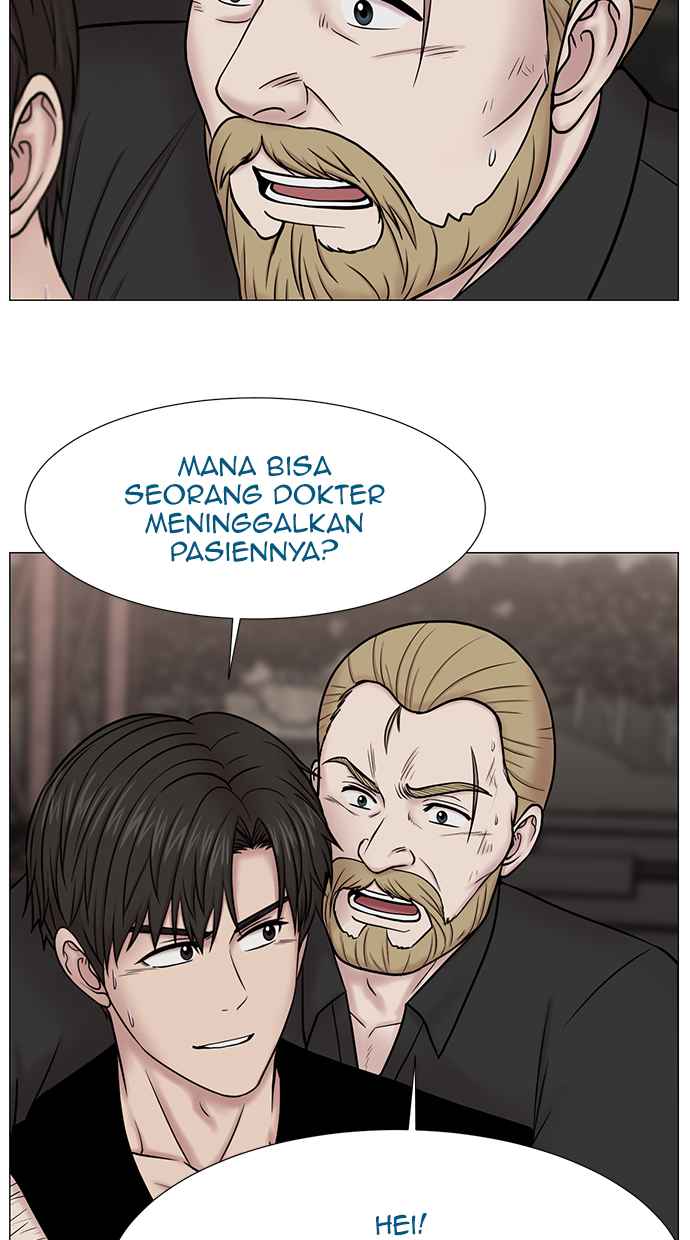 MANA BISA
SEORANG DOKTER
MENINGGALKAN
PASIENNYA?
HEI!